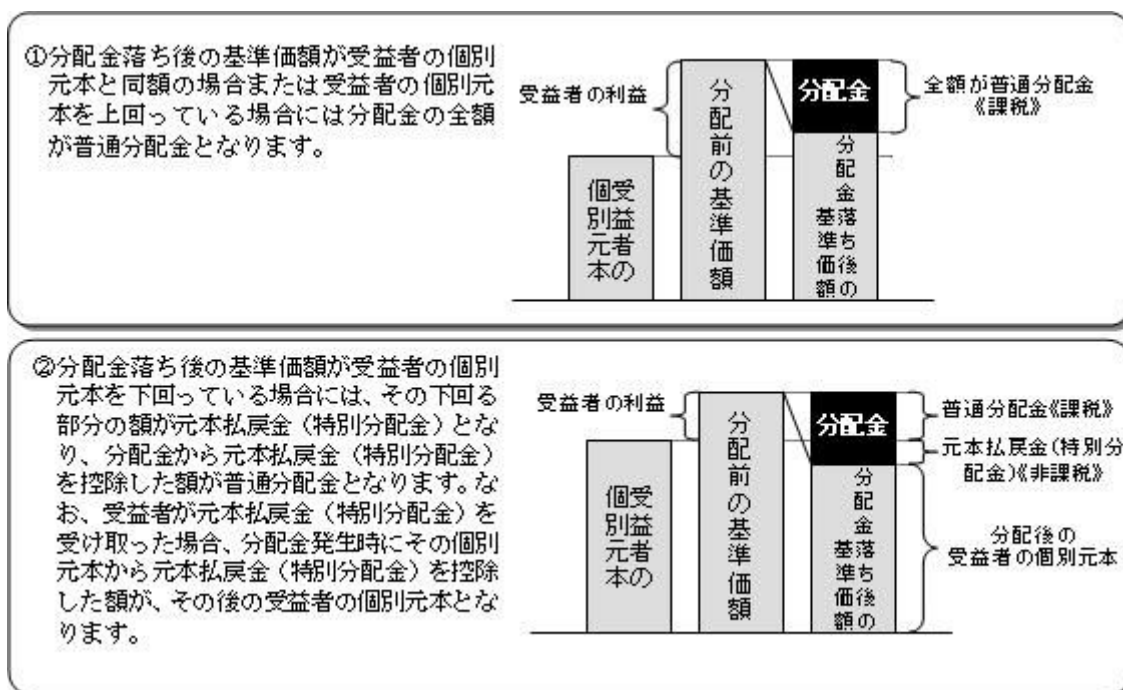 ①分配金落ち後の基準価額が受益者の個別
元本と同額の場合または受益者の個別元
本を上回っている場合には分配金の全額
が普通分配金となります。
受益者の利益
受益者の
個別元本
分配前の基準価額
分配金
分配金落ち後の
基準価額
全額が普通分配金
《課税》
②分配金落ち後の基準価額が受益者の個別
元本を下回っている場合には、その下回る
部分の額が元本払戻金（特別分配金）とな
り、分配金から元本払戻金（特別分配金）
を控除した額が普通分配金となります。な
お、受益者が元本払戻金（特別分配金）を
受け取った場合、分配金発生時にその個別
元本から元本払戻金（特別分配金）を控除
した額が、その後の受益者の個別元本とな
ります。
受益者の利益
受益者の
個別元本
分配前の基準価額
分配金
分配金落ち後の
基準価額
普通分配金《課税》
元本払戻金（特別分
配金）《非課税》
分配後の
受益者の個別元本